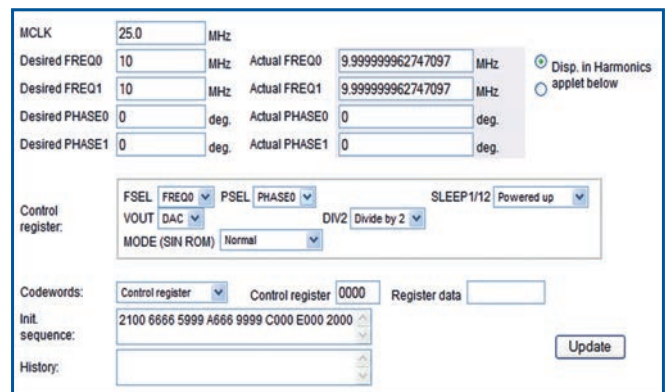 MCLK 25.0 MHz
Desired FREQ0 10 MHz Actual FREQ0 9.999999962747097 MHz Disp. in Harmonics
Desired FREQ1 10 MHz Actual FREQ1 9.999999962747097 MHz applet below
Desired PHASE0 0 deg. Actual PHASE0 0 deg.
Desired PHASE1 0 deg. Actual PHASE1 0 deg.
FSEL FREQ0 PSEL PHASE0 SLEEP1/12 Powered up
Control register: VOUT DAC DIV2 Divide by 2
MODE (SIN ROM) Normal
Codewords: Control register Control register 0000 Register data
Init. sequence: 2100 6666 5999 A666 9999 C000 E000 2000
Update
History: